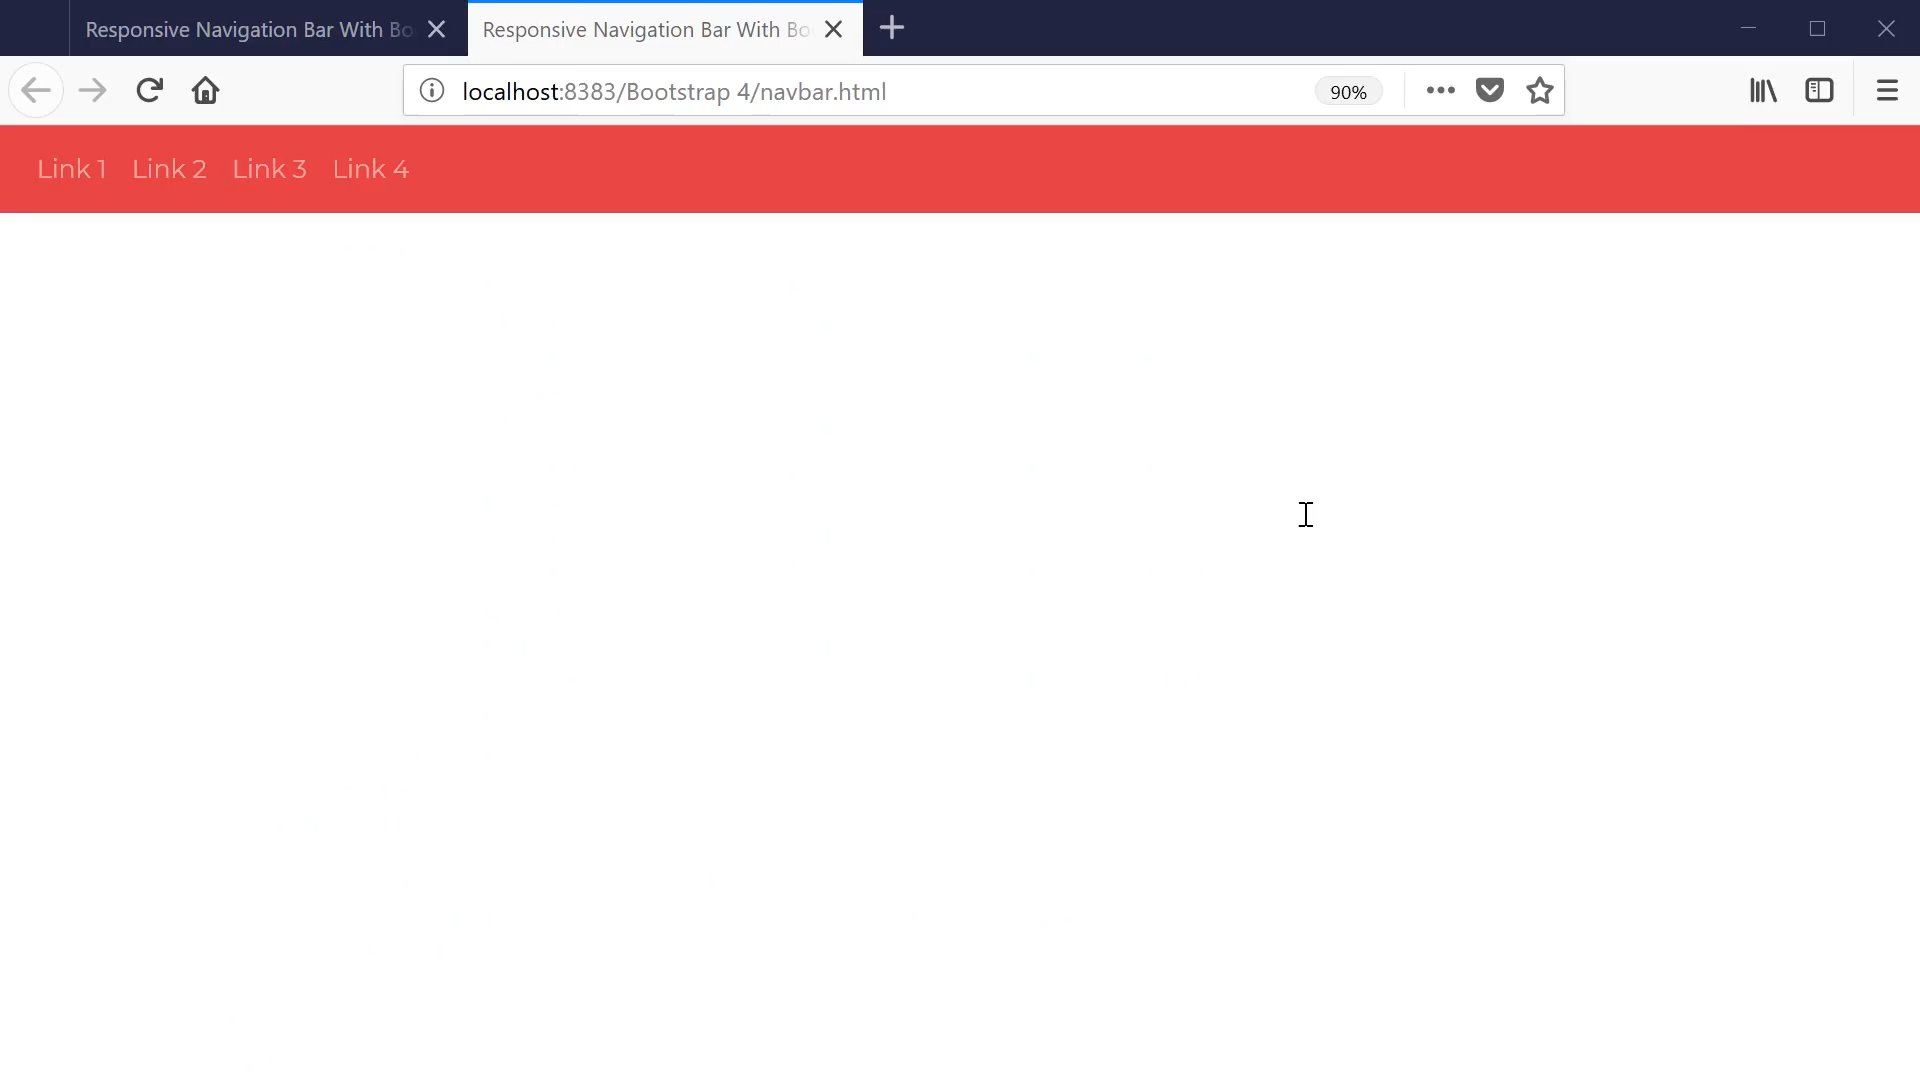 Responsive Navigation Bar With Bo
Responsive Navigation Bar With Bo
localhost:8383/Bootstrap 4/navbar.html
90%
Link 1 Link 2 Link 3 Link 4